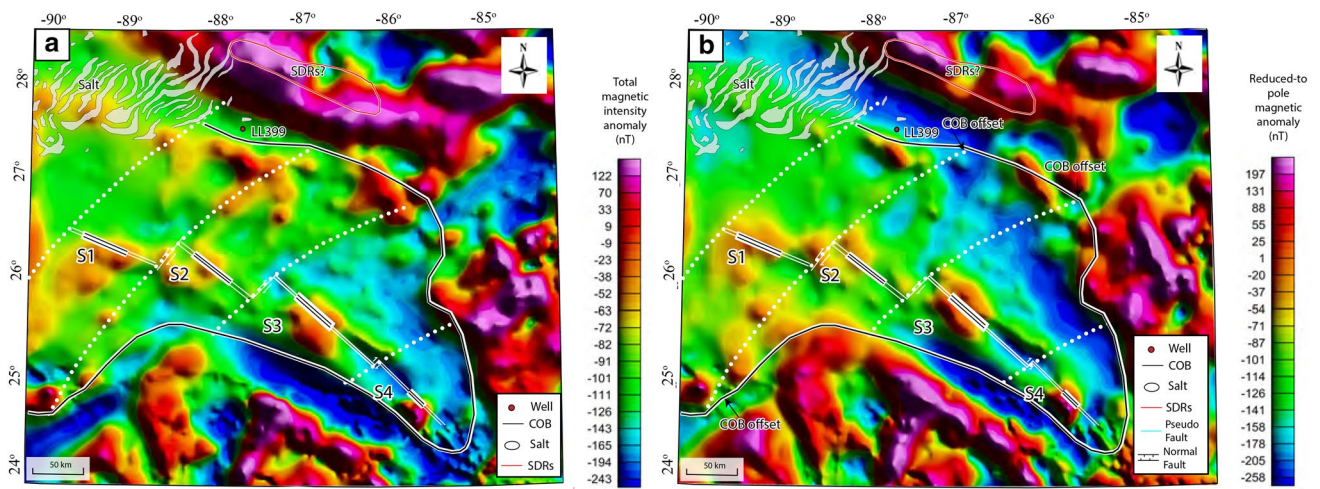 -90° -89° -88° -87° -86° -85°
a
N
28°
27°
26°
25°
24°
Salt
SDRs?
LL399
S1
S2
S3
S4
50 km
Well
COB
Salt
SDRs
Total
magnetic
intensity
anomaly
(nT)
122
70
33
9
-9
-23
-38
-52
-63
-72
-82
-91
-101
-111
-126
-143
-165
-194
-243
-90° -89° -88° -87° -86° -85°
b
N
28°
27°
26°
25°
24°
Salt
SDRs?
LL399
COB offset
COB offset
S1
S2
S3
S4
COB offset
50 km
Well
COB
Salt
SDRs
Pseudo
Fault
Normal
Fault
Reduced-to
pole
magnetic
anomaly
(nT)
197
131
88
55
25
1
-20
-37
-54
-71
-87
-101
-114
-126
-141
-158
-178
-205
-258